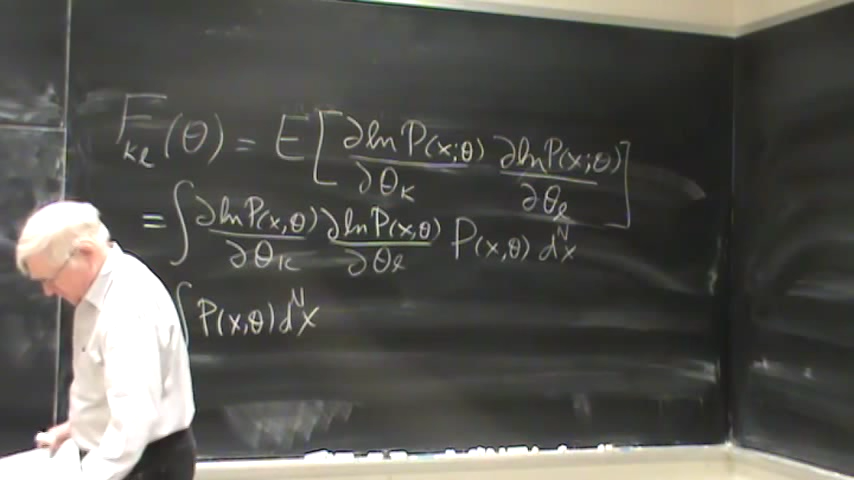 F_{kl}(θ) = E[∂lnP(x;θ)/∂θ_K ∂lnP(x;θ)/∂θ_l]
= ∫ ∂lnP(x,θ)/∂θ_K ∂lnP(x,θ)/∂θ_l P(x,θ) d^N x
∫ P(x,θ) d^N x